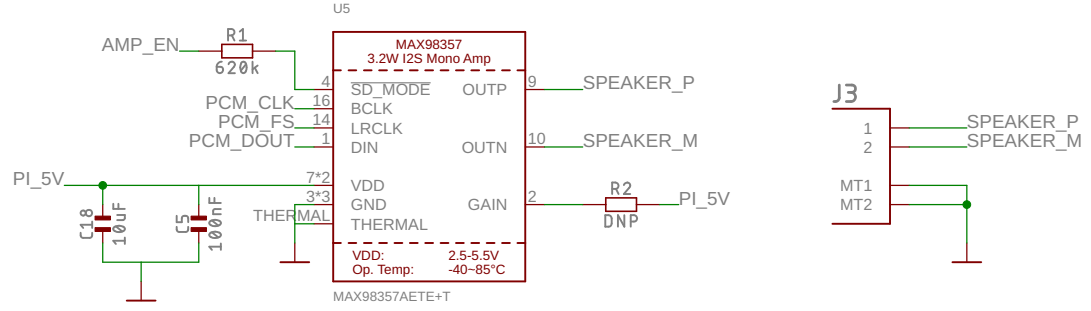 U5
AMP_EN
R1
620k
MAX98357
3.2W I2S Mono Amp
4
SD_MODE
OUTP
9
SPEAKER_P
PCM_CLK
16
BCLK
PCM_FS
14
LRCLK
PCM_DOUT
1
DIN
OUTN
10
SPEAKER_M
PI_5V
7*2
VDD
3*3
GND
GAIN
2
R2
DNP
PI_5V
THERMAL
THERMAL
C18
10uF
C5
100nF
VDD: 2.5-5.5V
Op. Temp: -40~85°C
MAX98357AETE+T
J3
1
SPEAKER_P
2
SPEAKER_M
MT1
MT2